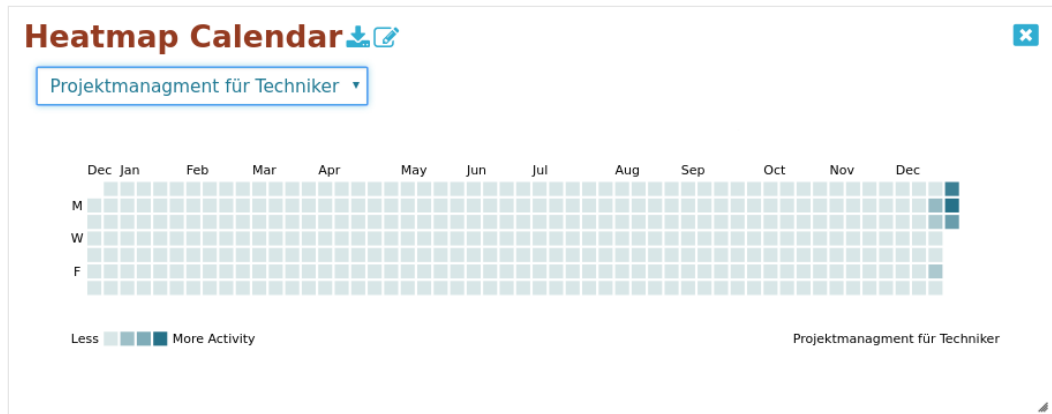 Heatmap Calendar
Projektmanagment für Techniker
Dec Jan Feb Mar Apr May Jun Jul Aug Sep Oct Nov Dec
M
W
F
Less More Activity
Projektmanagment für Techniker